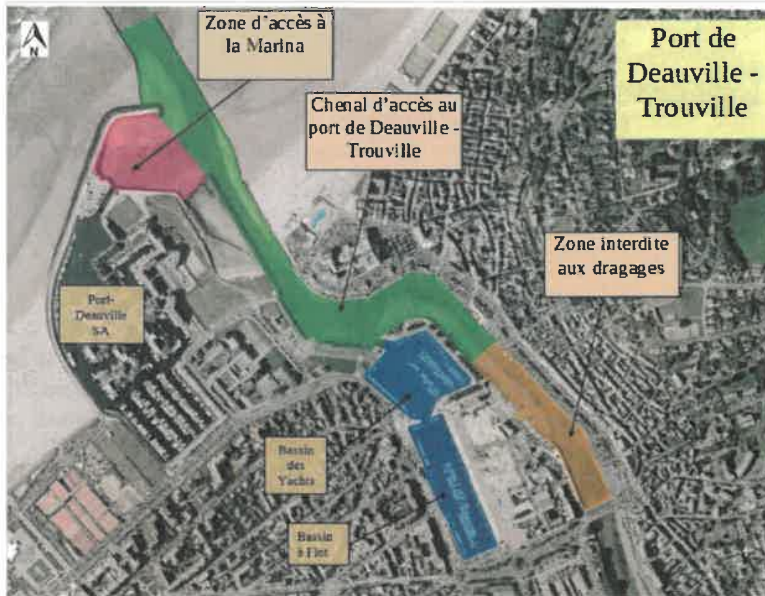 Zone d'accès à
la Marina
Port de
Deauville -
Trouville
N
Chenal d'accès au
port de Deauville -
Trouville
Zone interdite
aux dragages
Port-
Deauville
SA
Bassin
des
Yachts
Bassin
à Flot